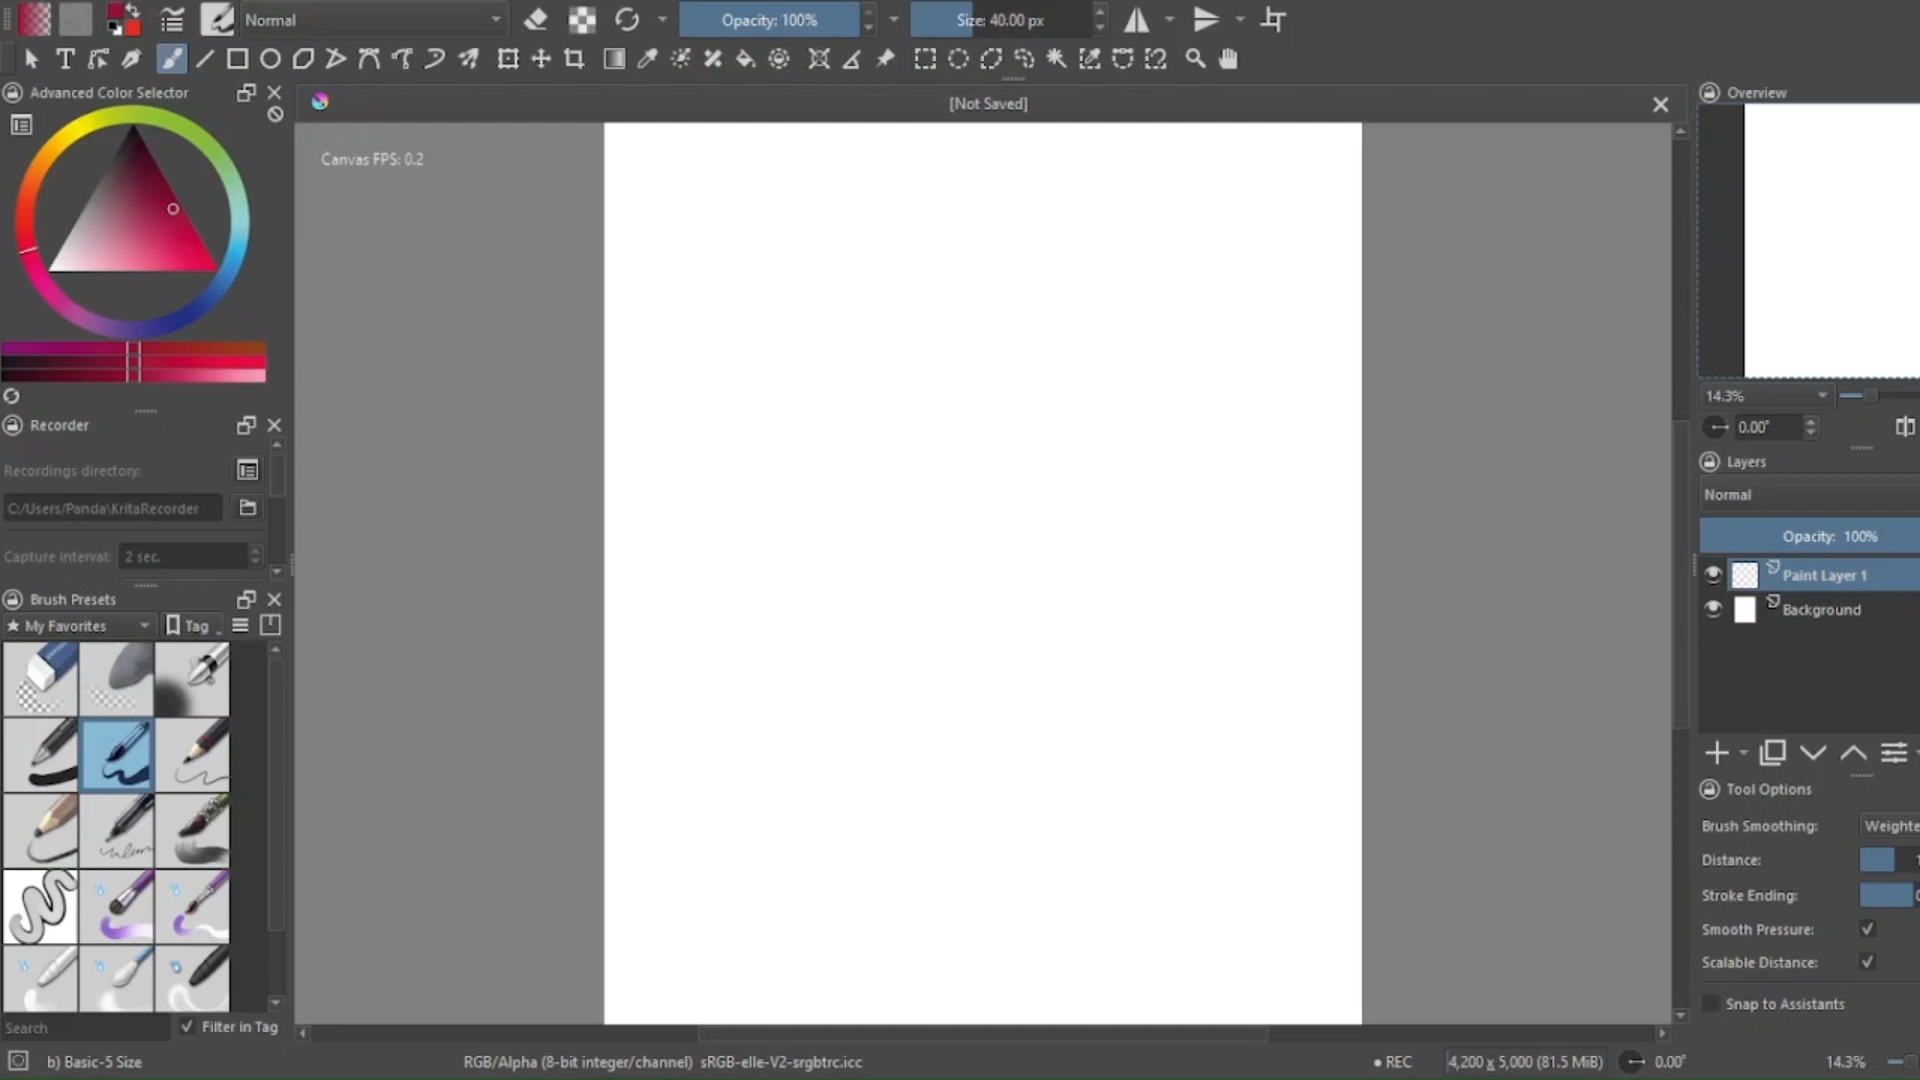 Normal
Opacity: 100%
Size: 40.00 px
Advanced Color Selector
[Not Saved]
Overview
Canvas FPS: 0.2
14.3%
0.00°
Recorder
Recordings directory:
C:/Users/Panda\KritaRecorder
Capture interval: 2 sec.
Layers
Normal
Opacity: 100%
Paint Layer 1
Background
Brush Presets
My Favorites
Tag
Tool Options
Brush Smoothing: Weighte
Distance: 1
Stroke Ending: 0
Smooth Pressure:
Scalable Distance:
Snap to Assistants
Search
Filter in Tag
b) Basic-5 Size
RGB/Alpha (8-bit integer/channel) sRGB-elle-V2-srgbtrc.icc
• REC
4,200 x 5,000 (81.5 MiB)
0.00°
14.3%